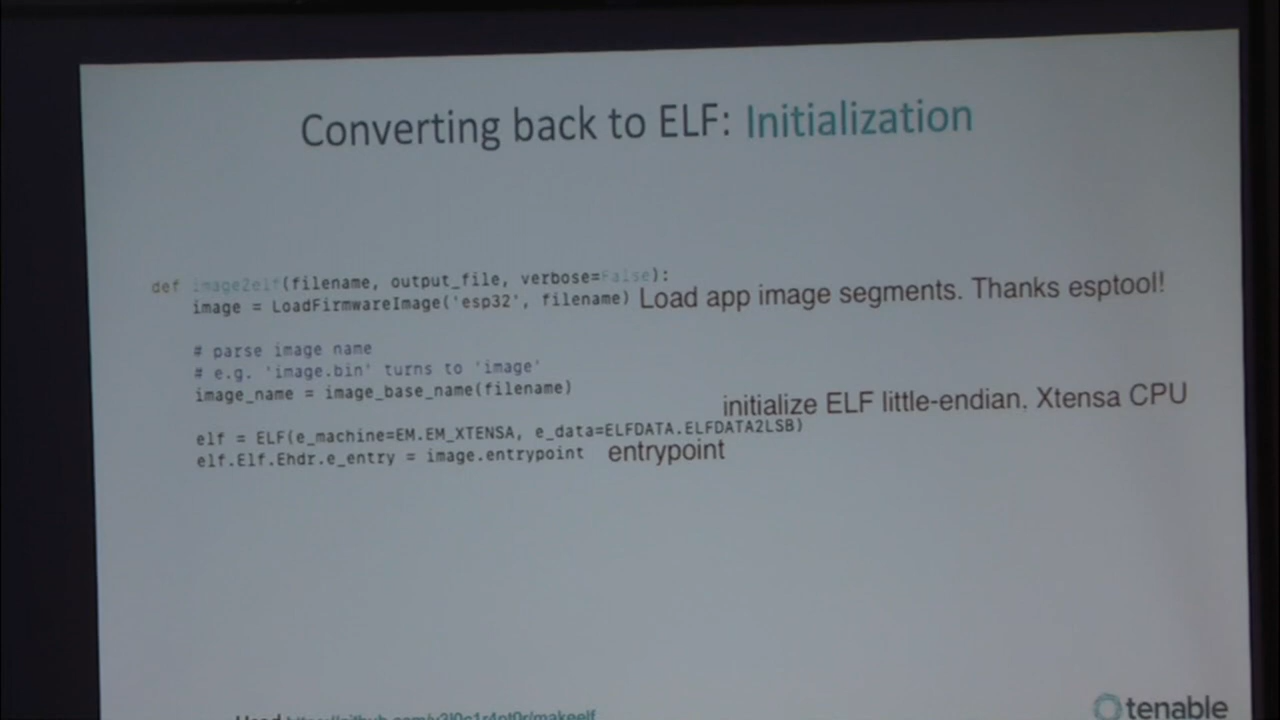 Converting back to ELF: Initialization
def image2elf(filename, output_file, verbose=False):
image = LoadFirmwareImage('esp32', filename) Load app image segments. Thanks esptool!
# parse image name
# e.g. 'image.bin' turns to 'image'
image_name = image_base_name(filename)
initialize ELF little-endian, Xtensa CPU
elf = ELF(e_machine=EM.EM_XTENSA, e_data=ELFDATA.ELFDATA2LSB)
elf.Elf.Ehdr.e_entry = image.entrypoint entrypoint
tenable